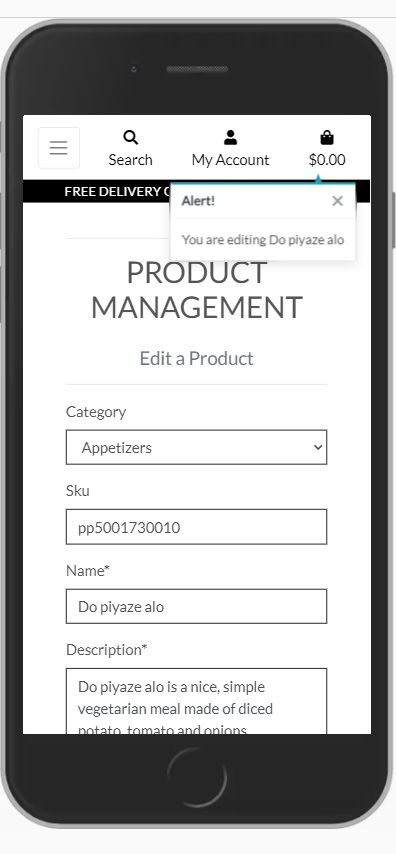 Search
My Account
$0.00
FREE DELIVERY
Alert!
×
You are editing Do piyaze alo
PRODUCT
MANAGEMENT
Edit a Product
Category
Appetizers
Sku
pp5001730010
Name*
Do piyaze alo
Description*
Do piyaze alo is a nice, simple
vegetarian meal made of diced
potato, tomato and onions